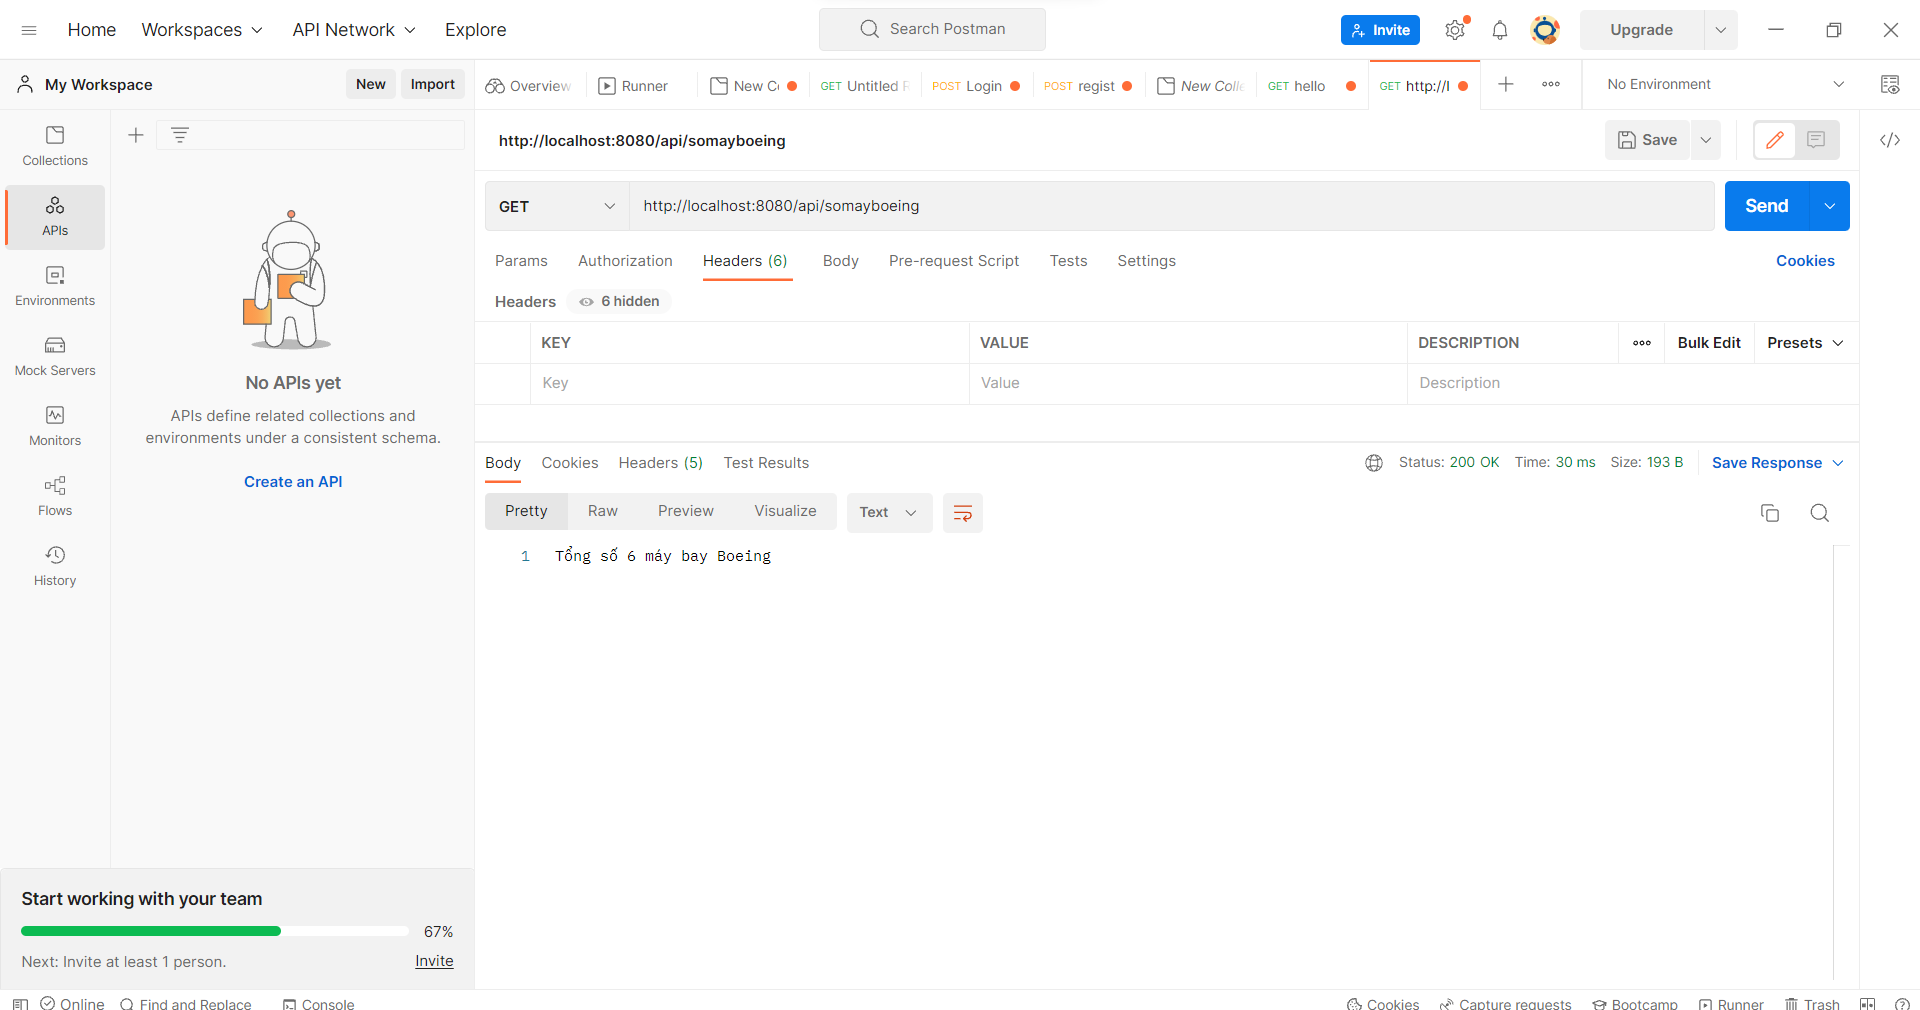 Home Workspaces API Network Explore Search Postman Invite Upgrade
My Workspace New Import Overview Runner New GET Untitled POST Login POST regist New GET hello GET http://l No Environment
Collections
APIs
Environments
Mock Servers
Monitors
Flows
History
No APIs yet
APIs define related collections and
environments under a consistent schema.
Create an API
Start working with your team
67%
Next: Invite at least 1 person. Invite
http://localhost:8080/api/somayboeing Save
GET http://localhost:8080/api/somayboeing Send
Params Authorization Headers (6) Body Pre-request Script Tests Settings Cookies
Headers 6 hidden
KEY VALUE DESCRIPTION Bulk Edit Presets
Key Value Description
Body Cookies Headers (5) Test Results Status: 200 OK Time: 30 ms Size: 193 B Save Response
Pretty Raw Preview Visualize Text
1 Tổng số 6 máy bay Boeing
Online Find and Replace Console Cookies Capture requests Bootcamp Runner Trash